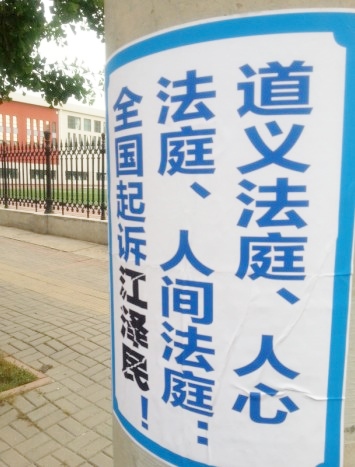 道义法庭、人心
法庭、人间法庭：
全国起诉江泽民！